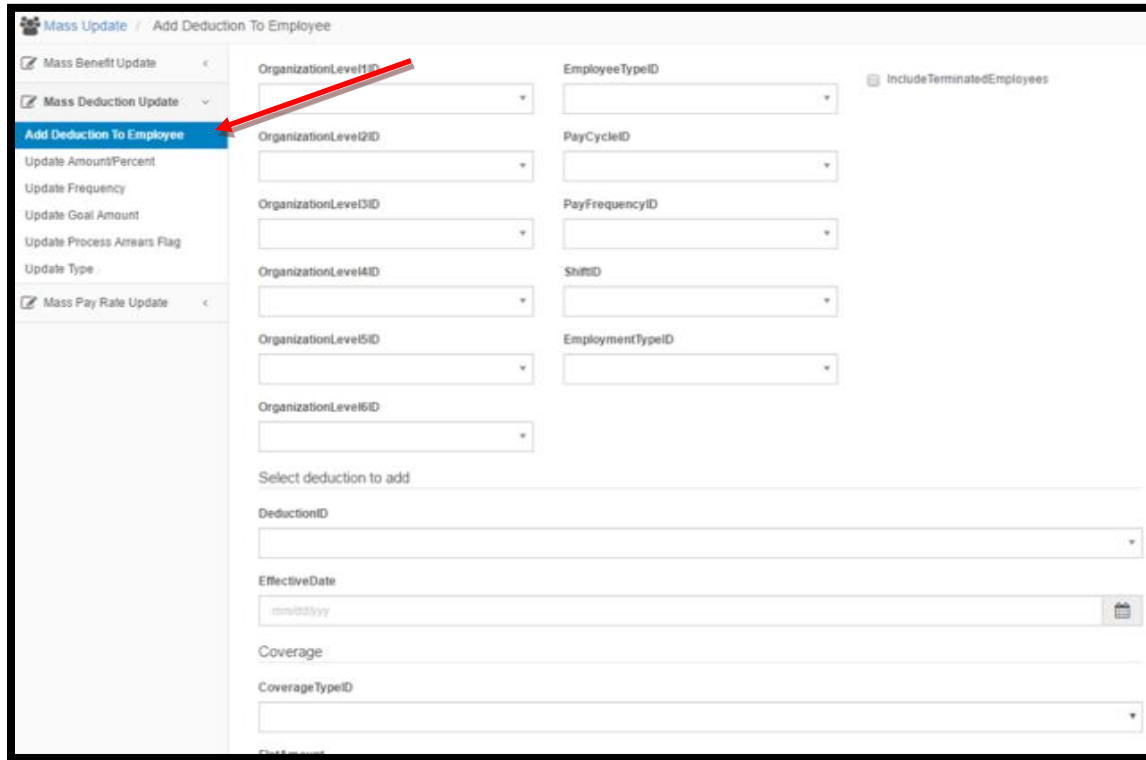 Mass Update / Add Deduction To Employee
Mass Benefit Update <
Mass Deduction Update
Add Deduction To Employee
Update Amount/Percent
Update Frequency
Update Goal Amount
Update Process Arrears Flag
Update Type
Mass Pay Rate Update <
OrganizationLevel1ID
EmployeeTypeID
IncludeTerminatedEmployees
OrganizationLevel2ID
PayCycleID
OrganizationLevel3ID
PayFrequencyID
OrganizationLevel4ID
ShiftID
OrganizationLevel5ID
EmploymentTypeID
OrganizationLevel6ID
Select deduction to add
DeductionID
EffectiveDate
mm/dd/yyy
Coverage
CoverageTypeID